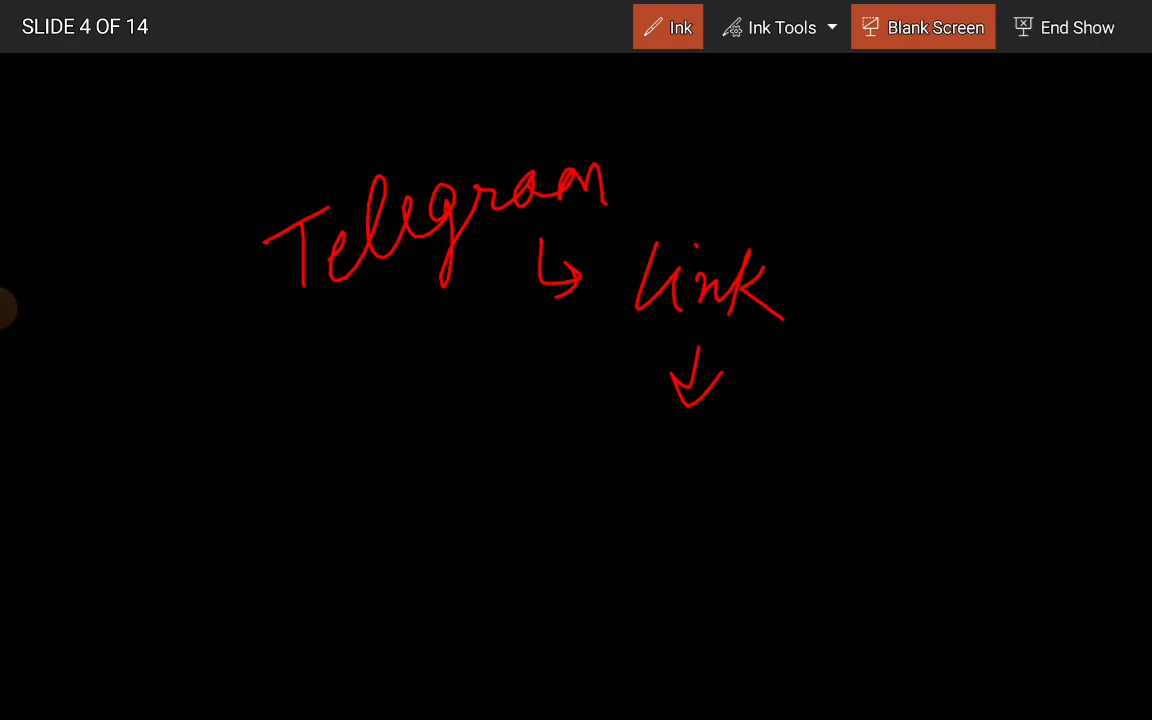 SLIDE 4 OF 14 Ink Ink Tools Blank Screen End Show
Telegram
↳ Link
↓